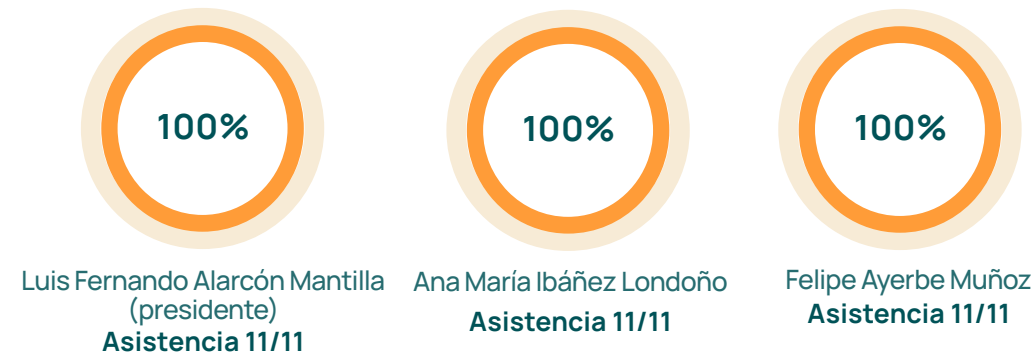 100%
Luis Fernando Alarcón Mantilla
(presidente)
Asistencia 11/11
100%
Ana María Ibáñez Londoño
Asistencia 11/11
100%
Felipe Ayerbe Muñoz
Asistencia 11/11